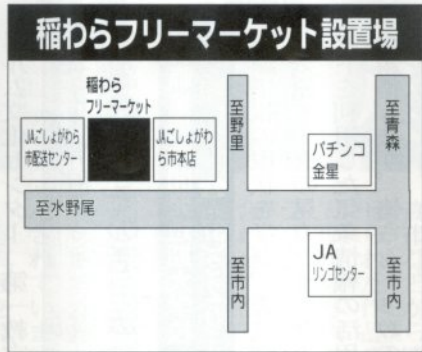 稲わらフリーマーケット設置場
稲わら
フリーマーケット
JAごしょがわら
市配送センター
JAごしょがわ
ら市本店
至野里
至青森
パチンコ
金星
至水野尾
JA
リンゴセンター
至市内
至市内